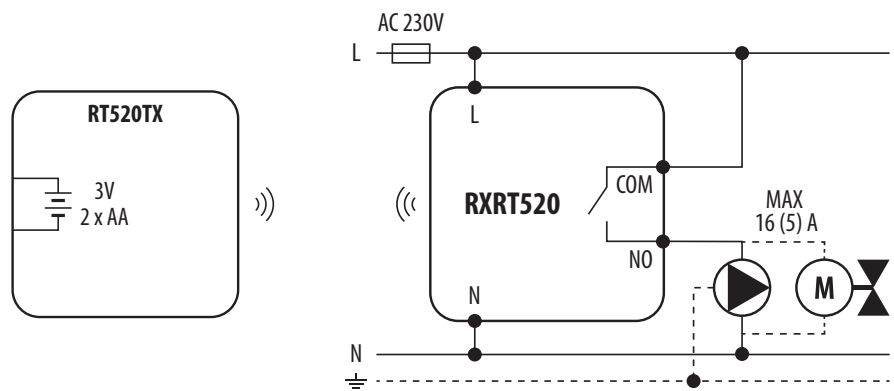 AC 230V
L
RT520TX
3V
2 x AA
L
COM
RXRT520
NO
MAX
16 (5) A
M
N
N